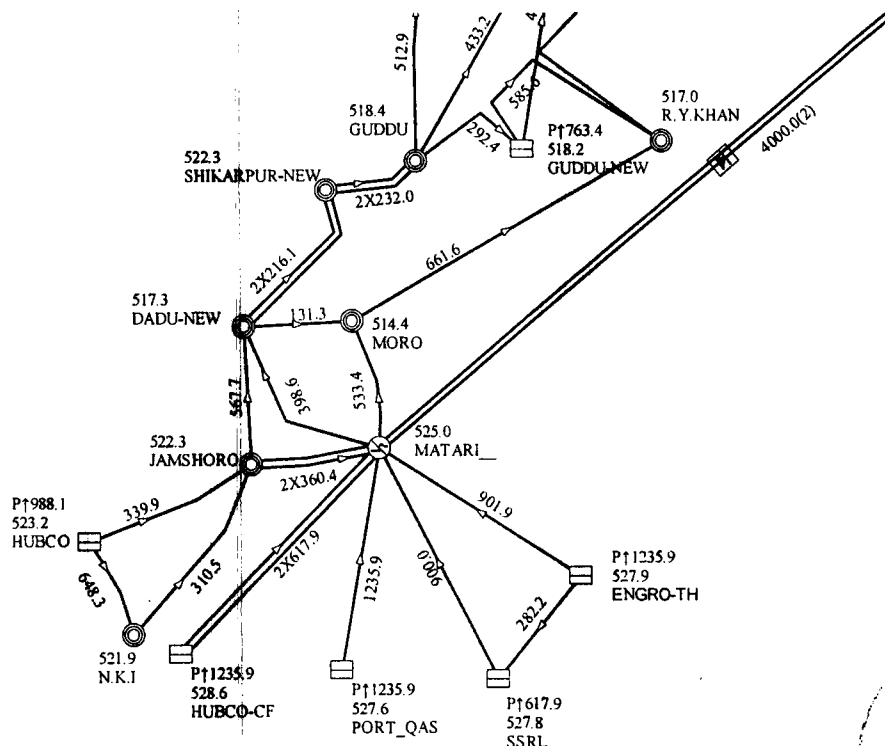 512.9
433.2
4
585.6
518.4
GUDDU
517.0
R.Y.KHAN
4000.0(2)
292.4
P↑763.4
518.2
GUDDU-NEW
522.3
SHIKARPUR-NEW
2X232.0
2X216.1
661.6
517.3
DADU-NEW
131.3
514.4
MORO
398.6
533.4
567.7
525.0
MATARI__
522.3
JAMSHORO
2X360.4
P↑988.1
523.2
HUBCO
339.9
901.9
2X617.9
1235.9
900.0
648.3
310.5
P↑1235.9
527.9
ENGRO-TH
282.2
521.9
N.K.I
P↑1235.9
528.6
HUBCO-CF
P↑1235.9
527.6
PORT_QAS
P↑617.9
527.8
SSRL